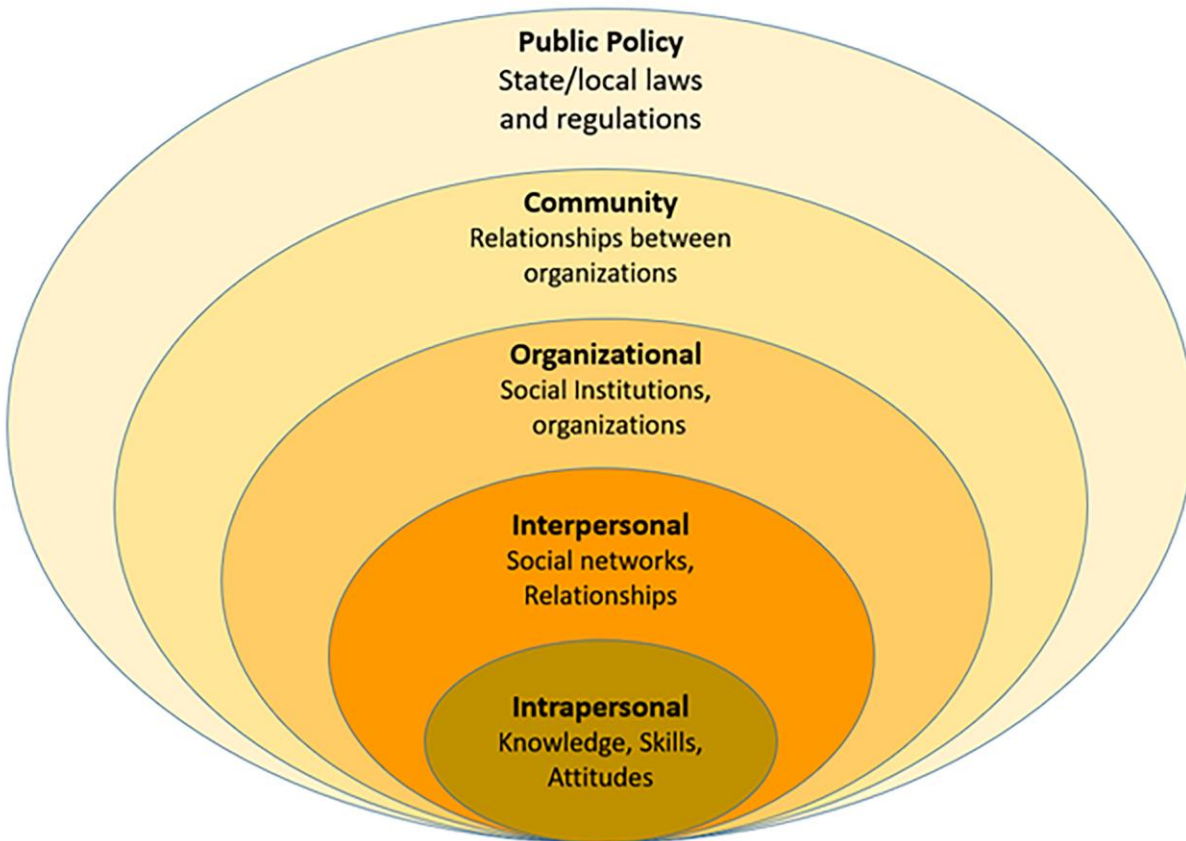 Public Policy
State/local laws
and regulations
Community
Relationships between
organizations
Organizational
Social Institutions,
organizations
Interpersonal
Social networks,
Relationships
Intrapersonal
Knowledge, Skills,
Attitudes